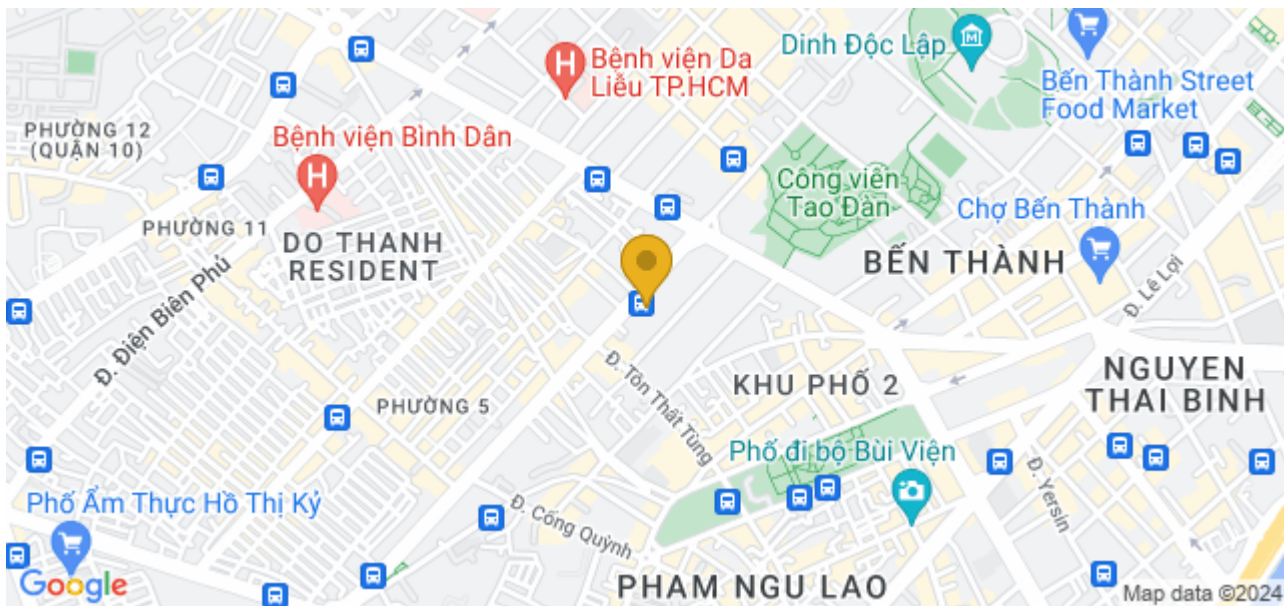 Dinh Độc Lập
Bệnh viện Da
Liễu TP.HCM
Bến Thành Street
Food Market
PHƯỜNG 12
(QUẬN 10)
Bệnh viện Bình Dân
Công viên
Tao Đàn
Chợ Bến Thành
PHƯỜNG 11
DO THANH
RESIDENT
BẾN THÀNH
Đ. Lê Lợi
Đ. Điện Biên Phủ
Đ. Tôn Thất Tùng
KHU PHỐ 2
NGUYEN
THAI BINH
PHƯỜNG 5
Phố đi bộ Bùi Viện
Đ. Yersin
Phố Ẩm Thực Hồ Thị Kỷ
Đ. Cống Quỳnh
Google
PHAM NGU LAO
Map data ©2024